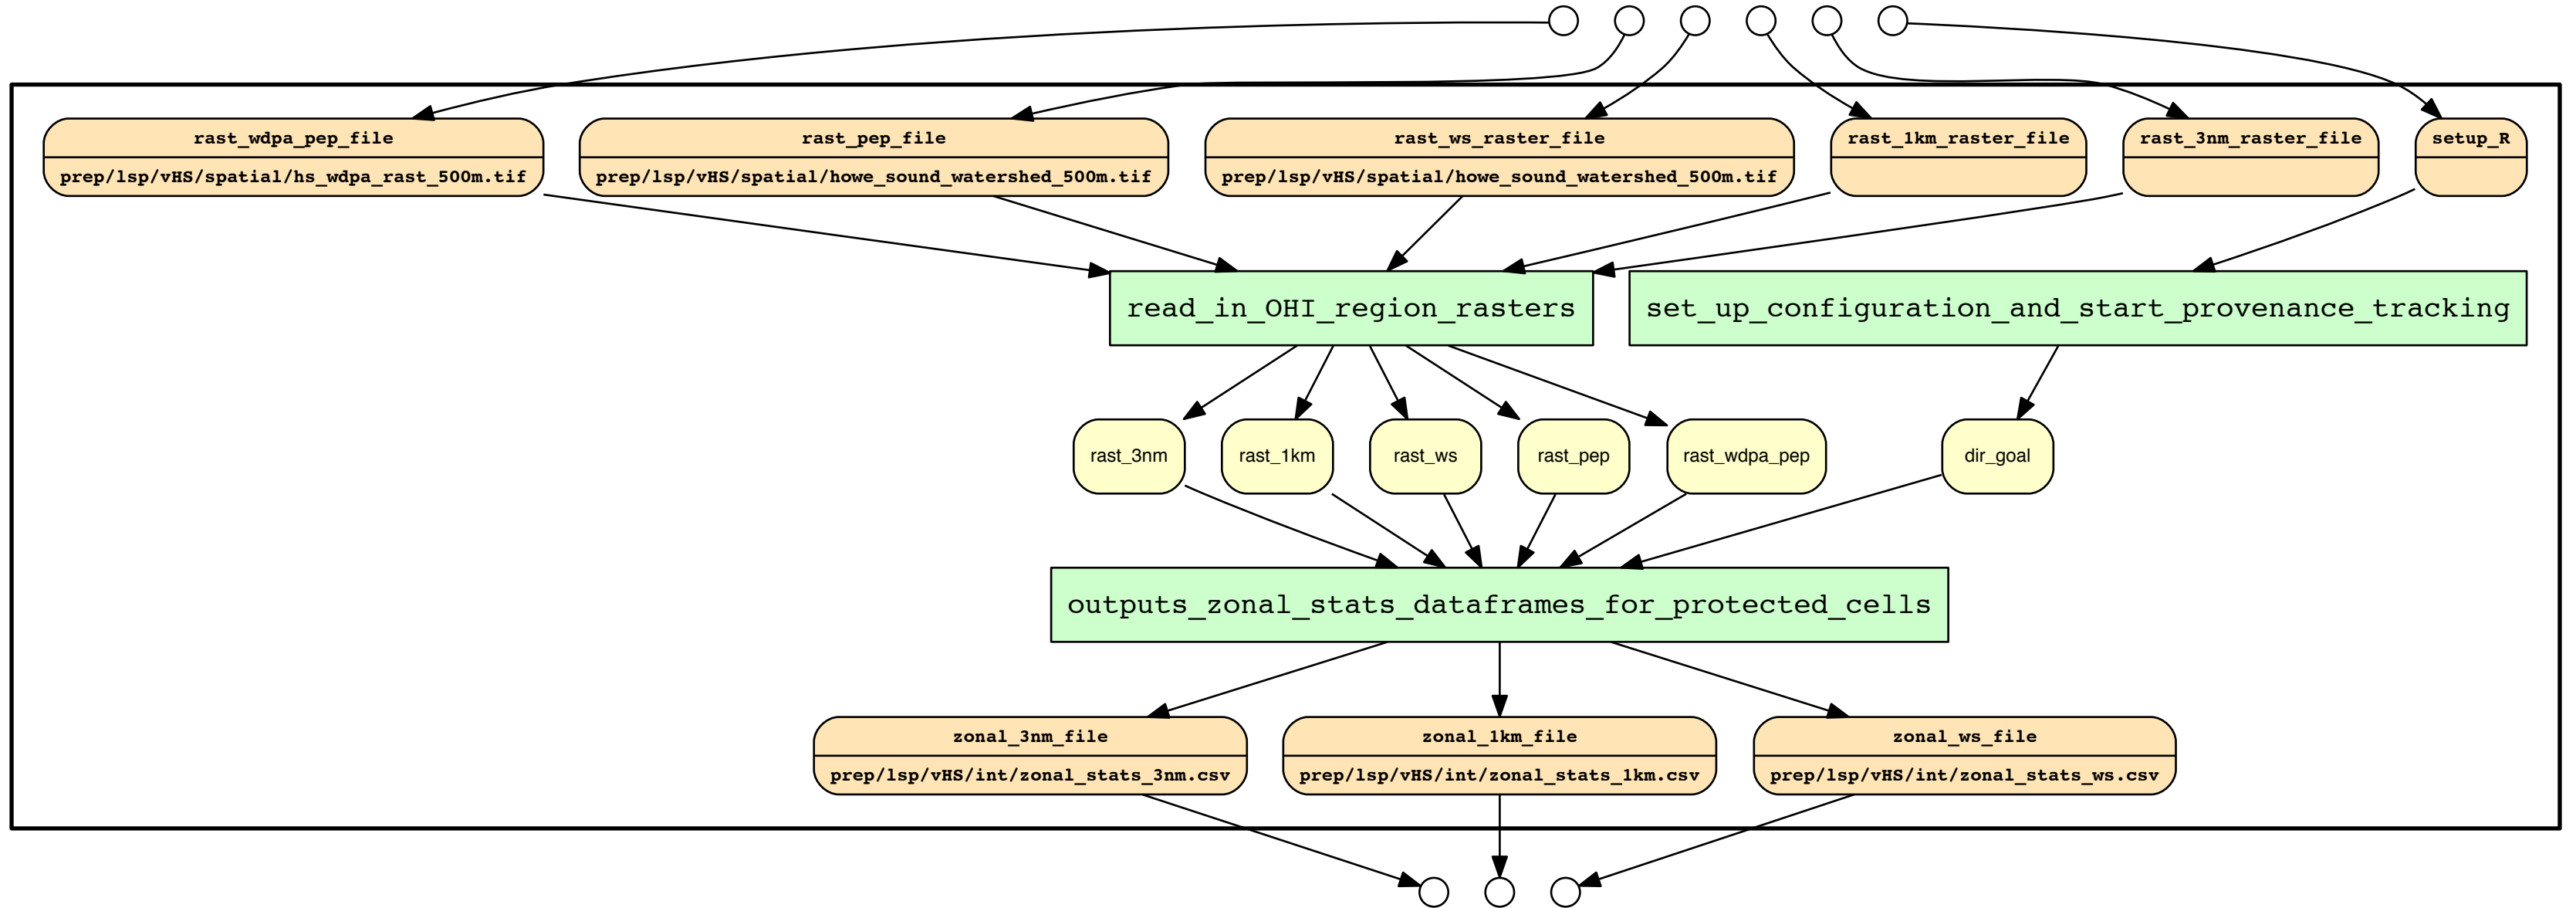 rast_wdpa_pep_file
prep/lsp/vHS/spatial/hs_wdpa_rast_500m.tif
rast_pep_file
prep/lsp/vHS/spatial/howe_sound_watershed_500m.tif
rast_ws_raster_file
prep/lsp/vHS/spatial/howe_sound_watershed_500m.tif
rast_1km_raster_file
rast_3nm_raster_file
setup_R
read_in_OHI_region_rasters
set_up_configuration_and_start_provenance_tracking
rast_3nm
rast_1km
rast_ws
rast_pep
rast_wdpa_pep
dir_goal
outputs_zonal_stats_dataframes_for_protected_cells
zonal_3nm_file
prep/lsp/vHS/int/zonal_stats_3nm.csv
zonal_1km_file
prep/lsp/vHS/int/zonal_stats_1km.csv
zonal_ws_file
prep/lsp/vHS/int/zonal_stats_ws.csv